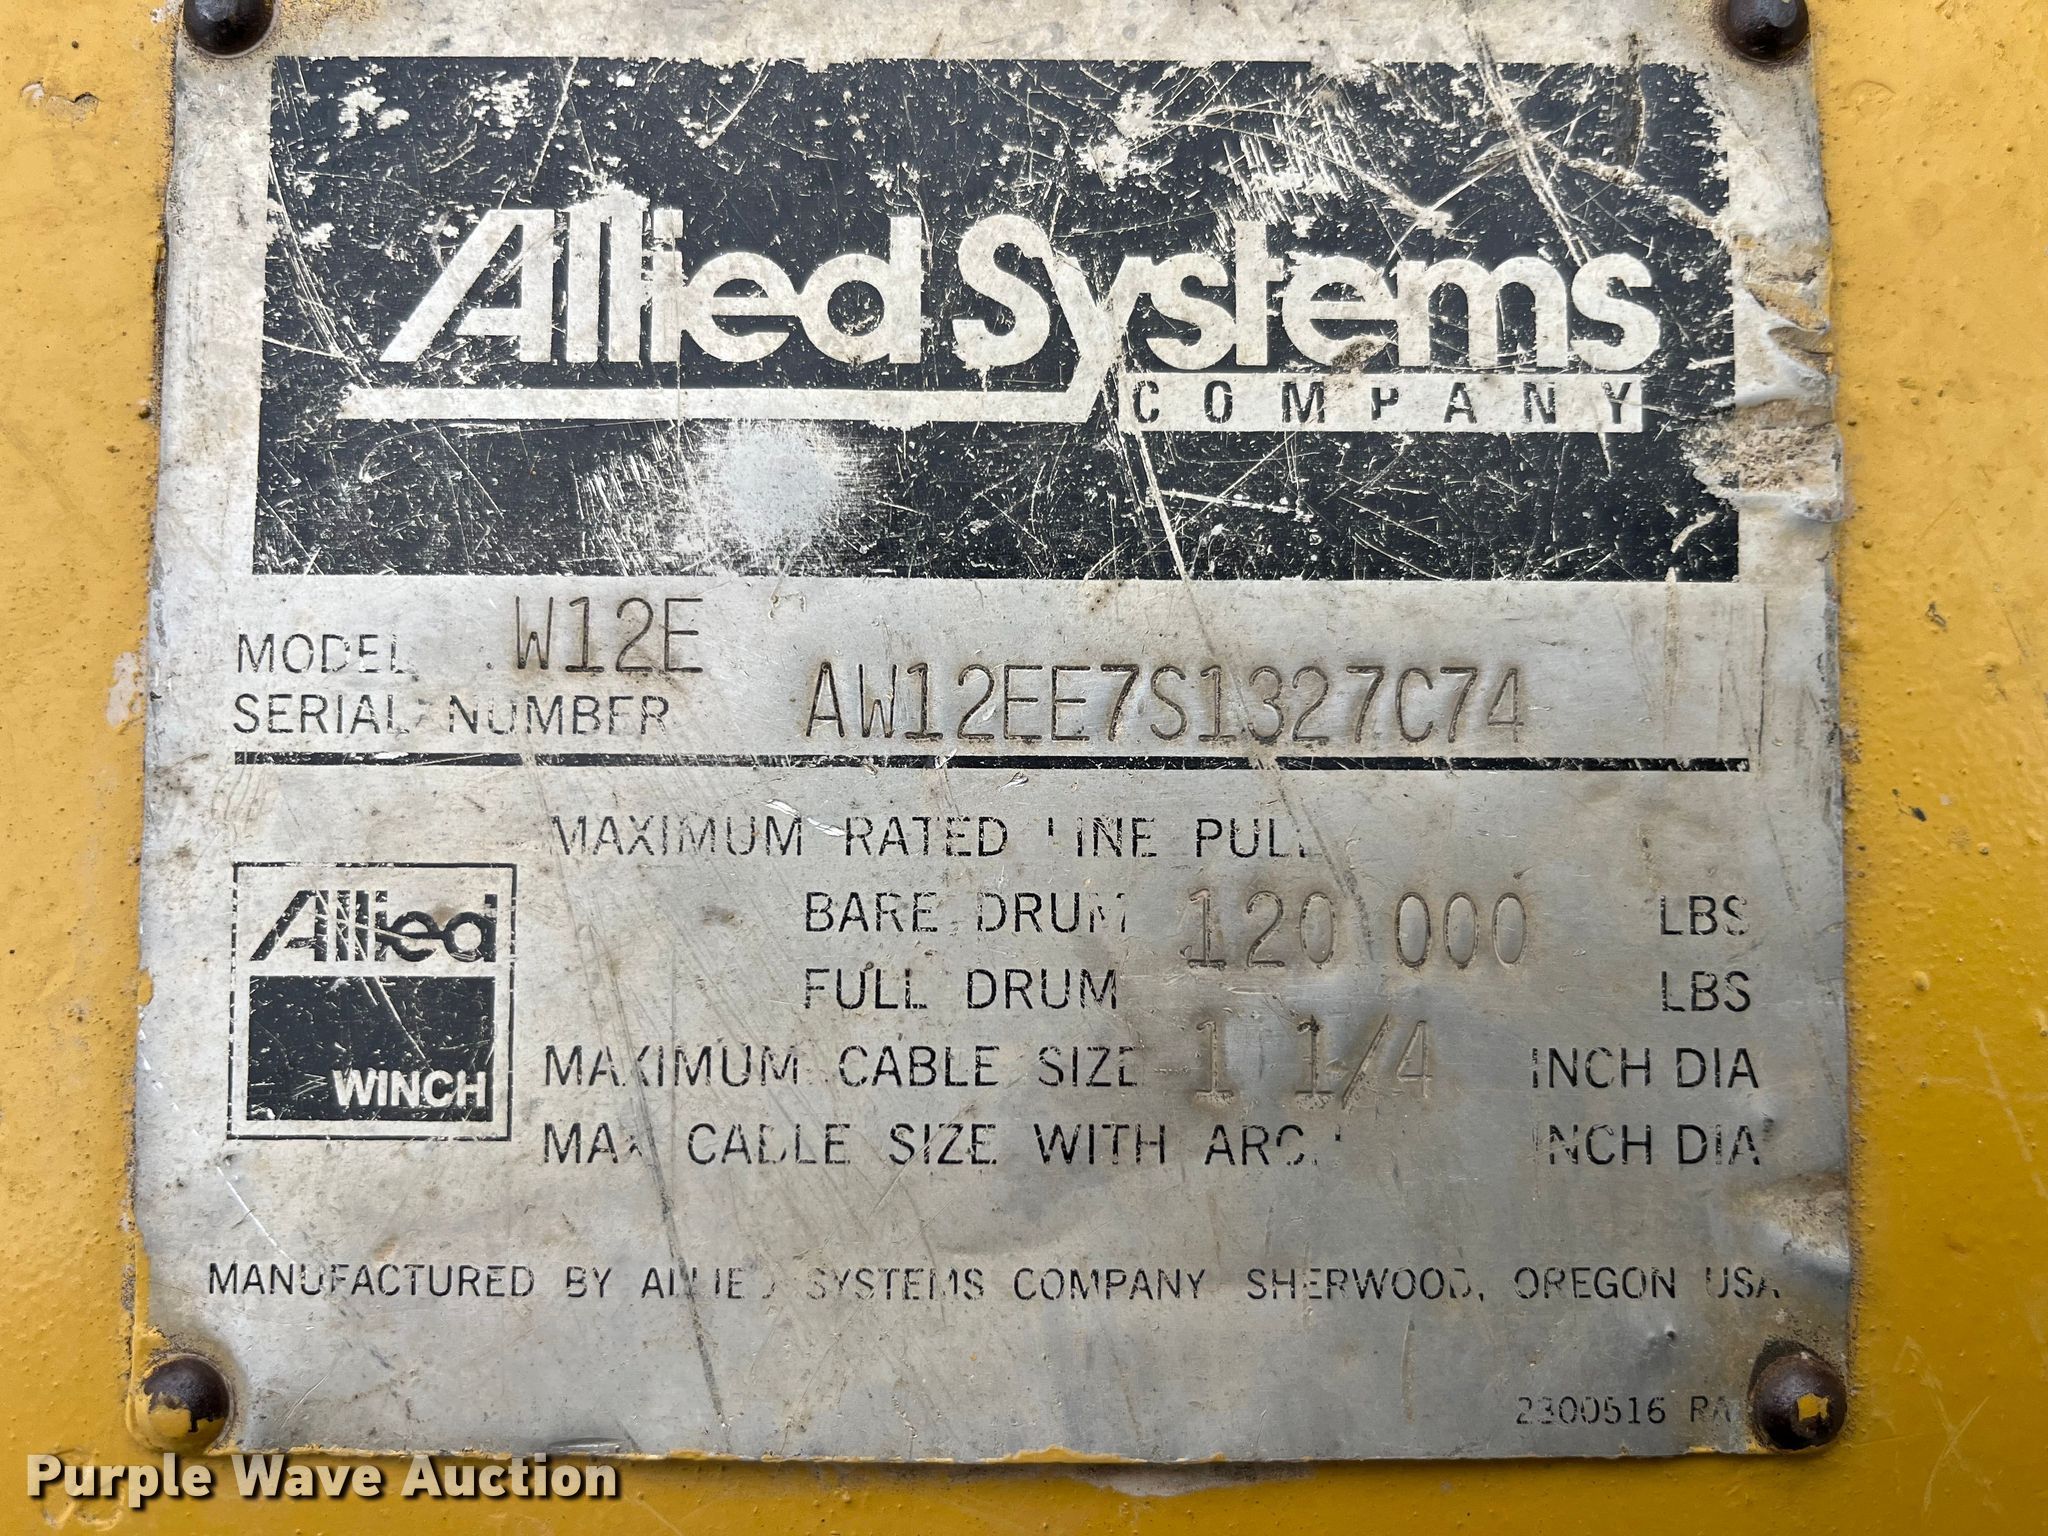 Allied Systems
COMPANY
MODEL W12E
SERIAL NUMBER AW12EE7S1327C74
MAXIMUM RATED LINE PULL
BARE DRUM 120 000 LBS
FULL DRUM LBS
MAXIMUM CABLE SIZE 1 1/4 INCH DIA
MAX CABLE SIZE WITH ARCH INCH DIA
Allied
WINCH
MANUFACTURED BY ALLIED SYSTEMS COMPANY SHERWOOD, OREGON USA
2300516
Purple Wave Auction